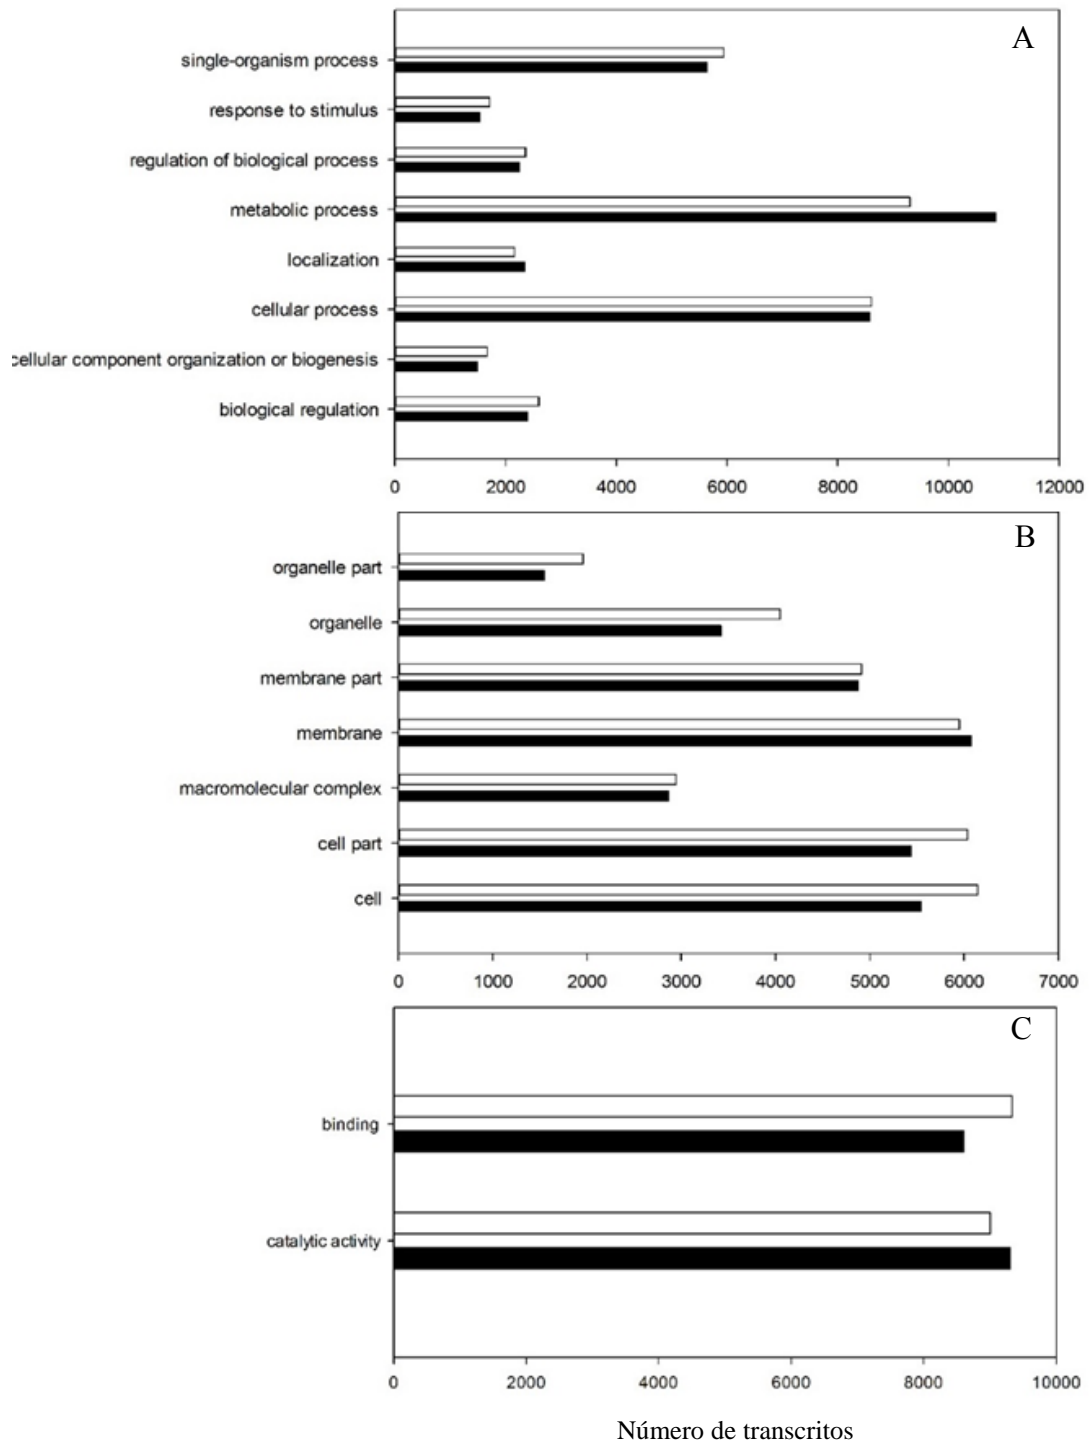 A
single-organism process
response to stimulus
regulation of biological process
metabolic process
localization
cellular process
cellular component organization or biogenesis
biological regulation
0 2000 4000 6000 8000 10000 12000
B
organelle part
organelle
membrane part
membrane
macromolecular complex
cell part
cell
0 1000 2000 3000 4000 5000 6000 7000
C
binding
catalytic activity
0 2000 4000 6000 8000 10000
Número de transcritos